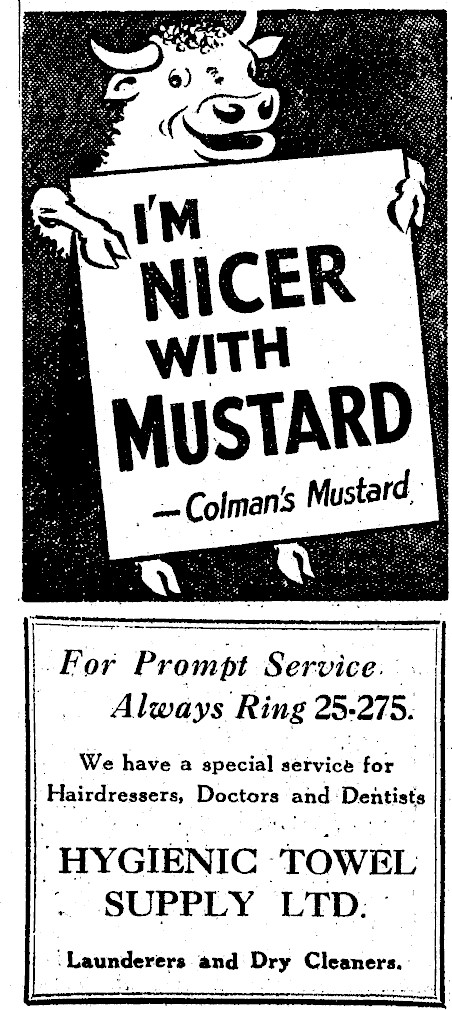 I'M
NICER
WITH
MUSTARD
—Colman's Mustard
For Prompt Service
Always Ring 25-275.
We have a special service for
Hairdressers, Doctors and Dentists
HYGIENIC TOWEL
SUPPLY LTD.
Launderers and Dry Cleaners.